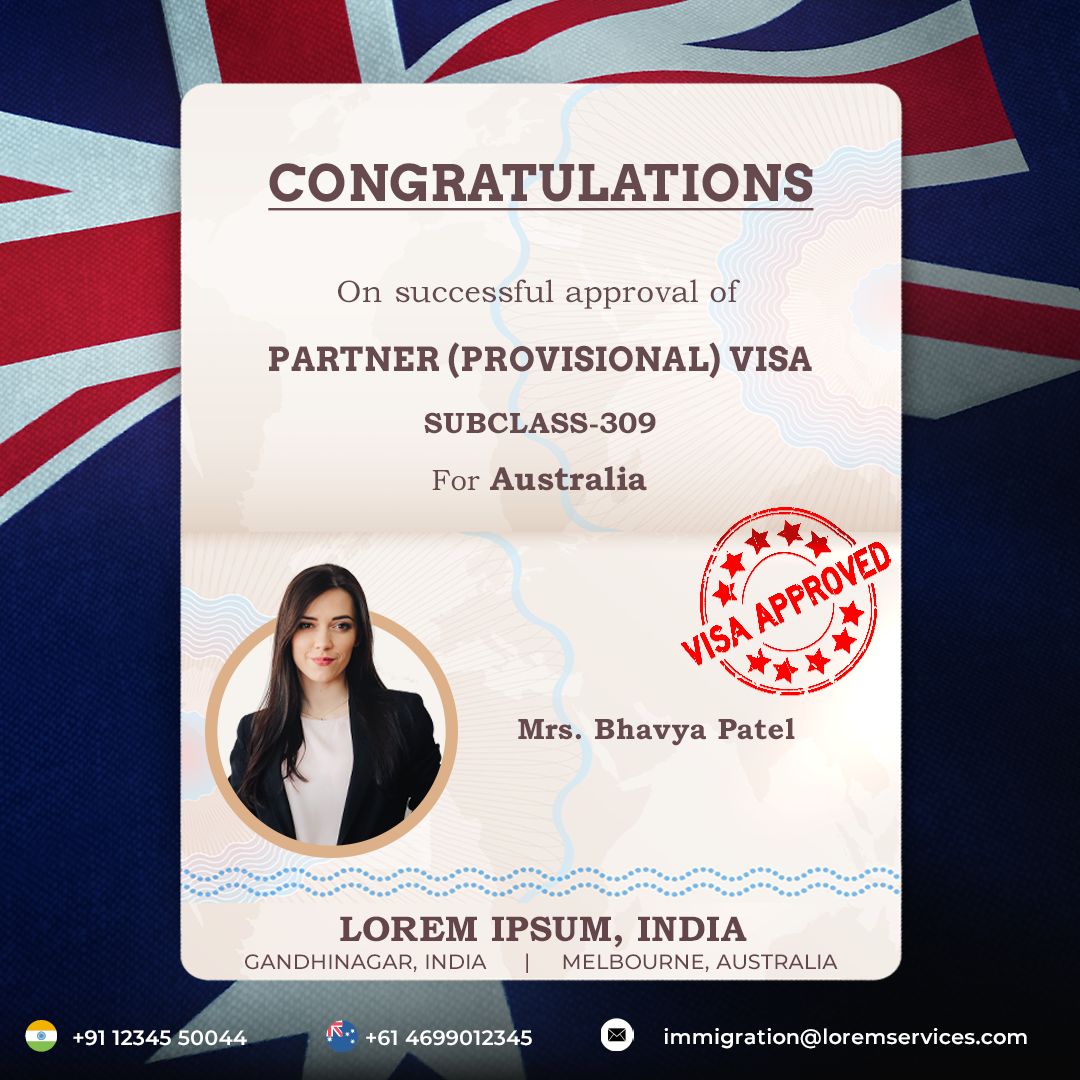 CONGRATULATIONS
On successful approval of
PARTNER (PROVISIONAL) VISA
SUBCLASS-309
For Australia
VISA APPROVED
Mrs. Bhavya Patel
LOREM IPSUM, INDIA
GANDHINAGAR, INDIA | MELBOURNE, AUSTRALIA
+91 12345 50044 +61 4699012345 immigration@loremservices.com